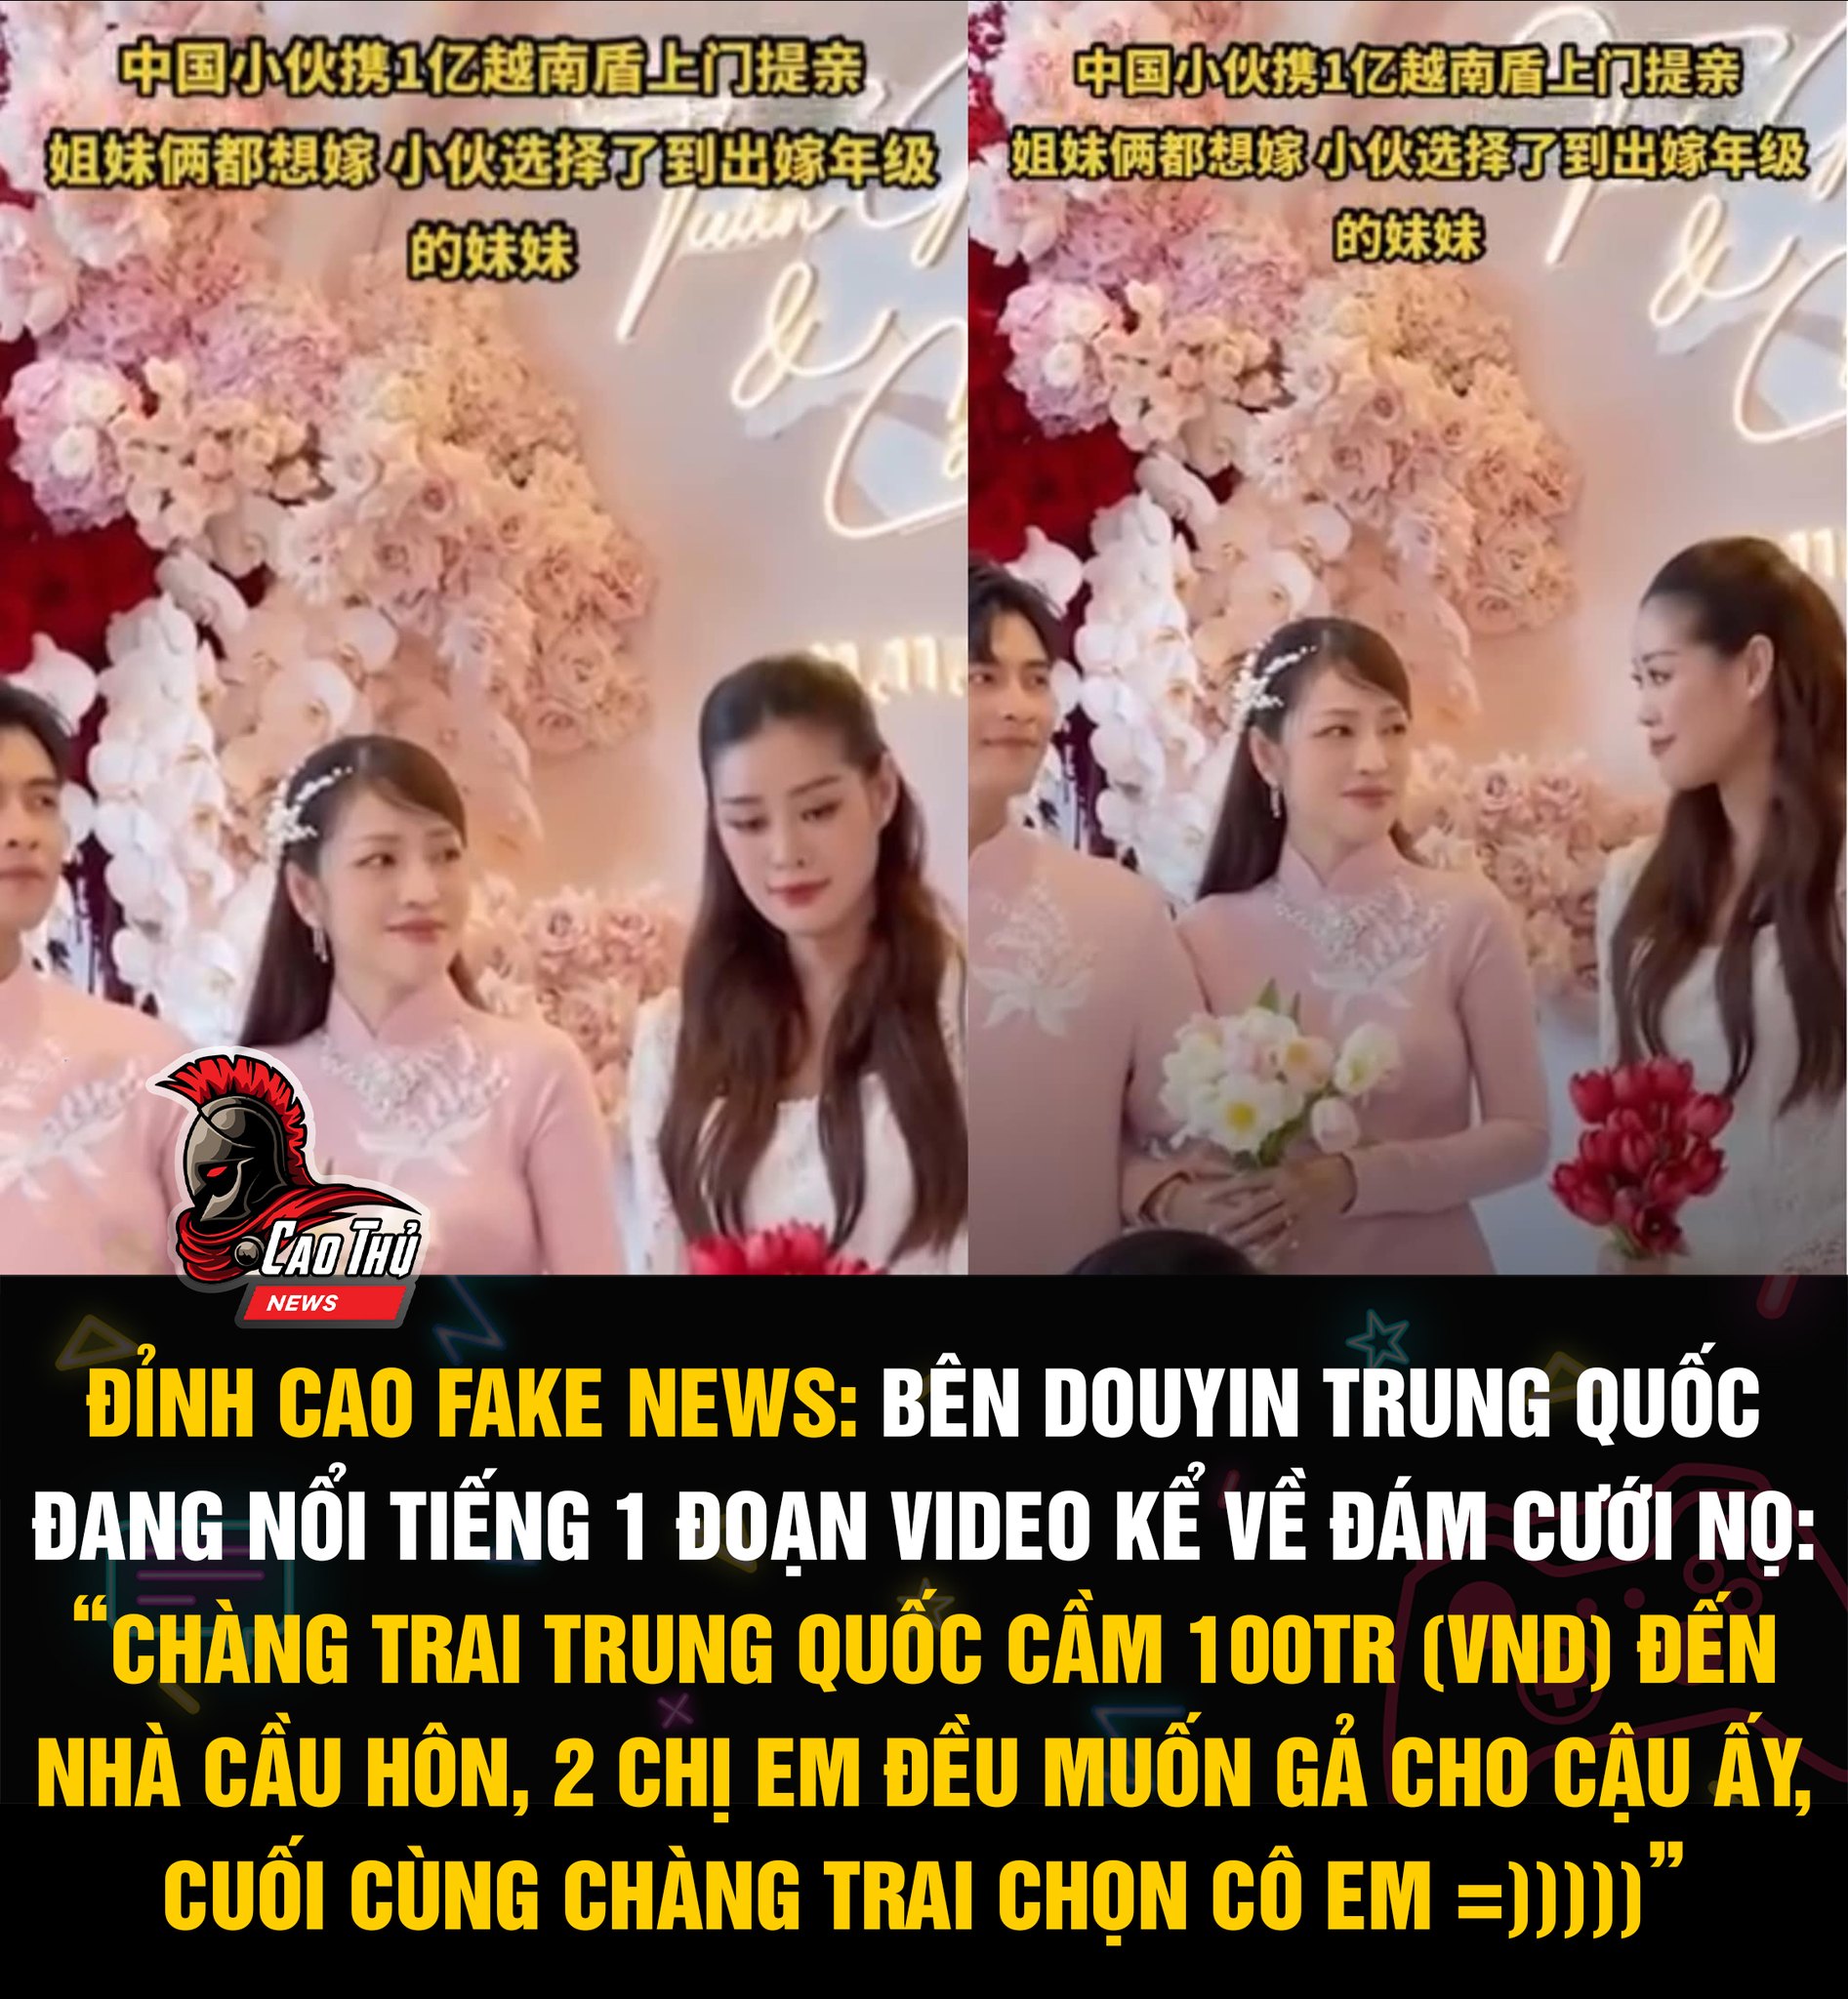 中国小伙携1亿越南盾上门提亲
姐妹俩都想嫁 小伙选择了到出嫁年级
的妹妹
中国小伙携1亿越南盾上门提亲
姐妹俩都想嫁 小伙选择了到出嫁年级
的妹妹
&
&
CAO THỦ
NEWS
ĐỈNH CAO FAKE NEWS: BÊN DOUYIN TRUNG QUỐC
ĐANG NỔI TIẾNG 1 ĐOẠN VIDEO KỂ VỀ ĐÁM CƯỚI NỌ:
“CHÀNG TRAI TRUNG QUỐC CẦM 100TR (VND) ĐẾN
NHÀ CẦU HÔN, 2 CHỊ EM ĐỀU MUỐN GẢ CHO CẬU ẤY,
CUỐI CÙNG CHÀNG TRAI CHỌN CÔ EM =)))))”